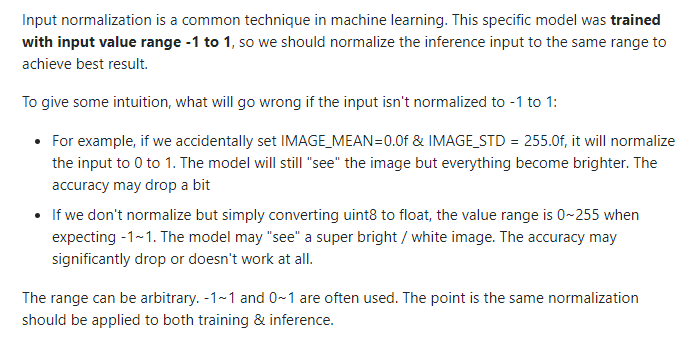 Input normalization is a common technique in machine learning. This specific model was trained
with input value range -1 to 1, so we should normalize the inference input to the same range to
achieve best result.
To give some intuition, what will go wrong if the input isn't normalized to -1 to 1:
• For example, if we accidentally set IMAGE_MEAN=0.0f & IMAGE_STD = 255.0f, it will normalize
the input to 0 to 1. The model will still "see" the image but everything become brighter. The
accuracy may drop a bit
• If we don't normalize but simply converting uint8 to float, the value range is 0~255 when
expecting -1~1. The model may "see" a super bright / white image. The accuracy may
significantly drop or doesn't work at all.
The range can be arbitrary. -1~1 and 0~1 are often used. The point is the same normalization
should be applied to both training & inference.